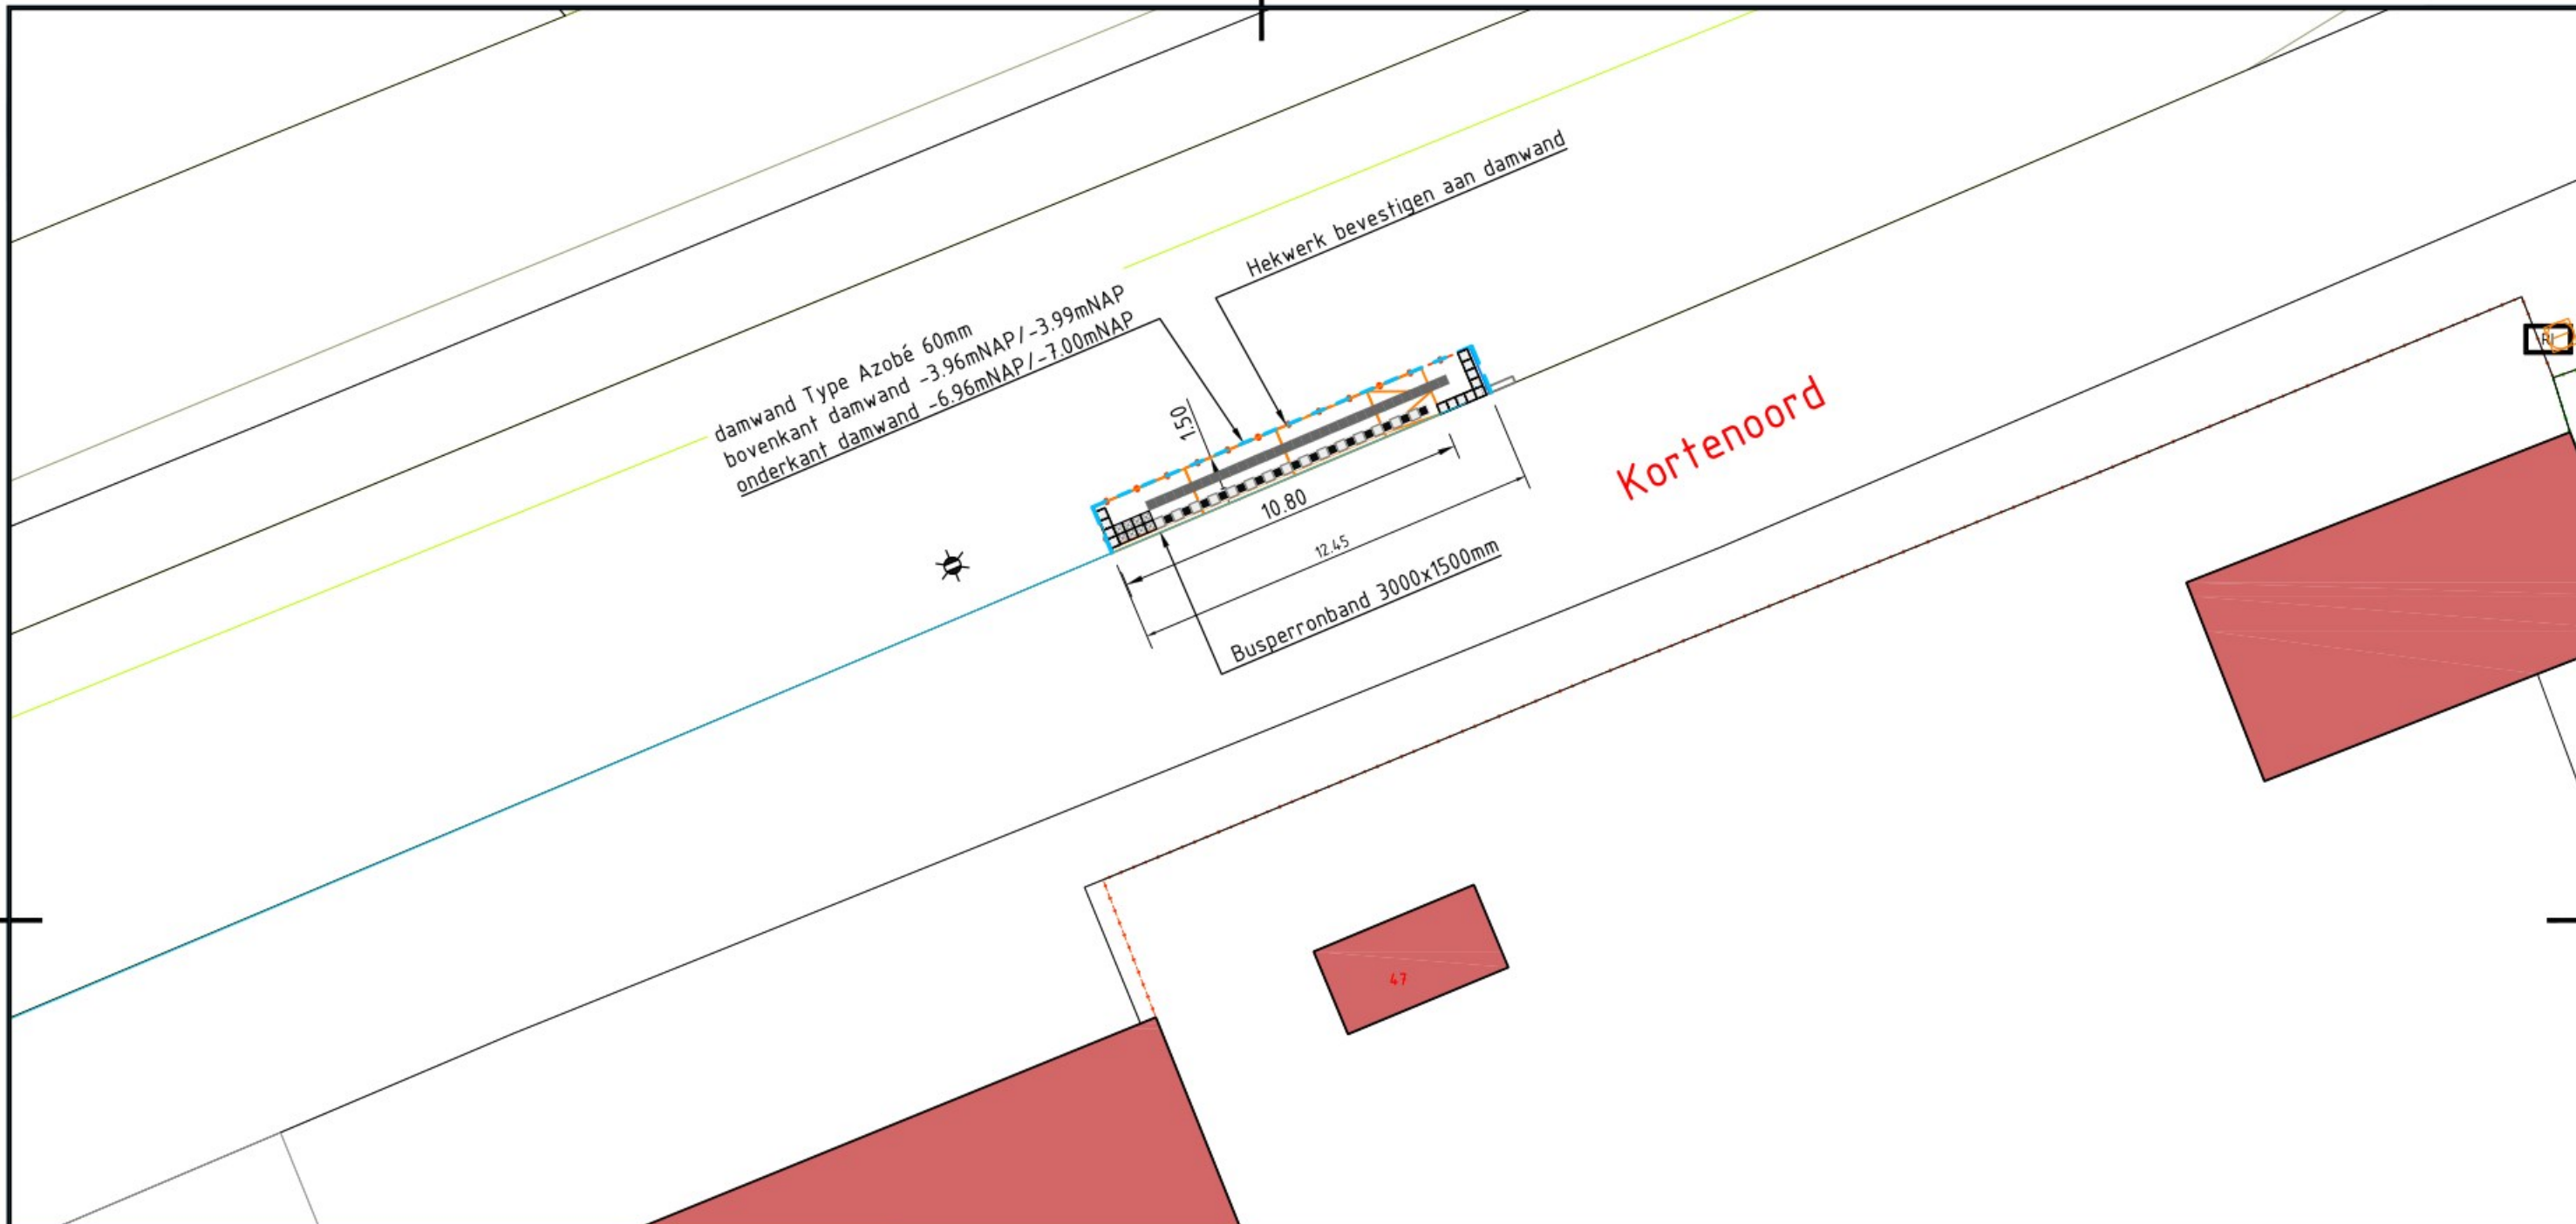 Hekwerk bevestigen aan damwand
damwand Type Azobé 60mm
bovenkant damwand -3.96mNAP/-3.99mNAP
onderkant damwand -6.96mNAP/-7.00mNAP
1.50
10.80
12.45
Busperronband 3000x1500mm
Kortenoord
47